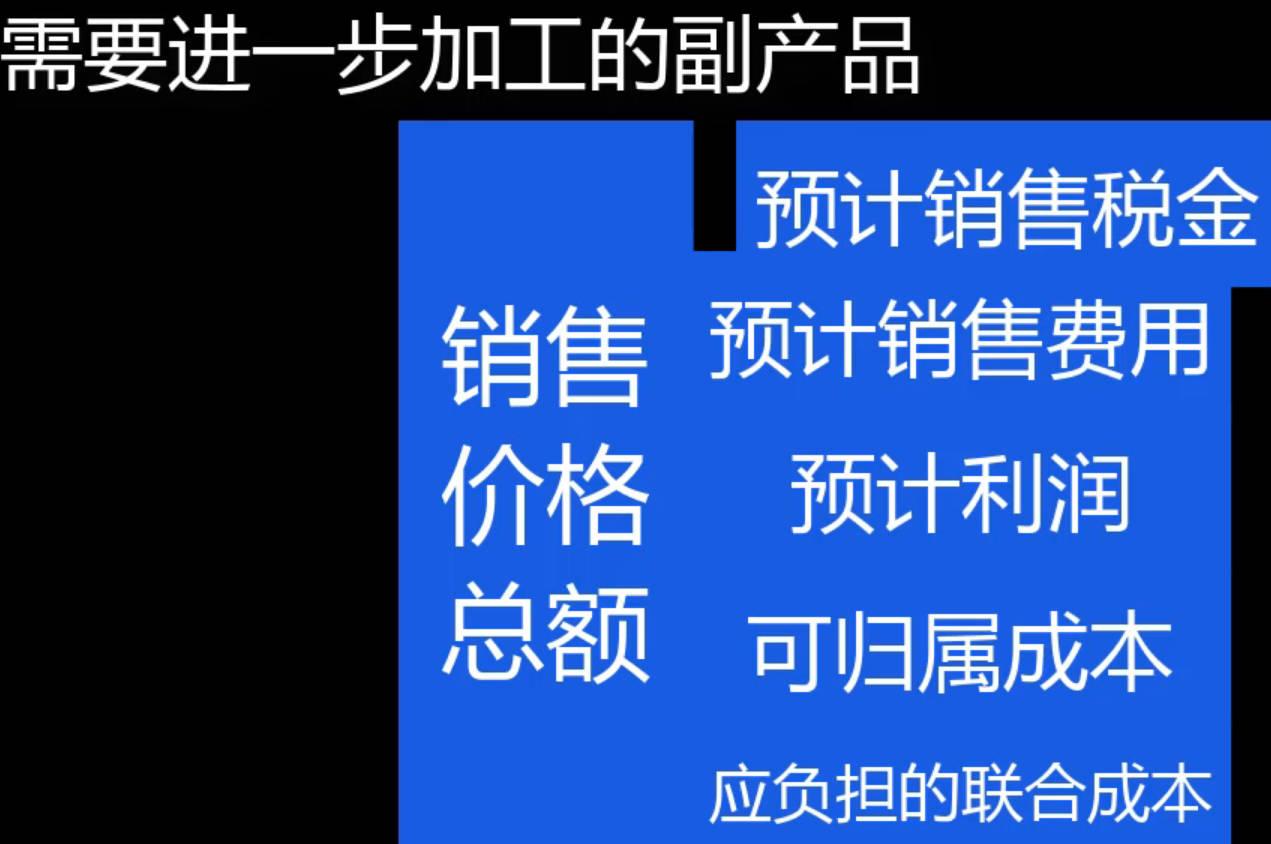 需要进一步加工的副产品
销售
价格
总额
预计销售税金
预计销售费用
预计利润
可归属成本
应负担的联合成本